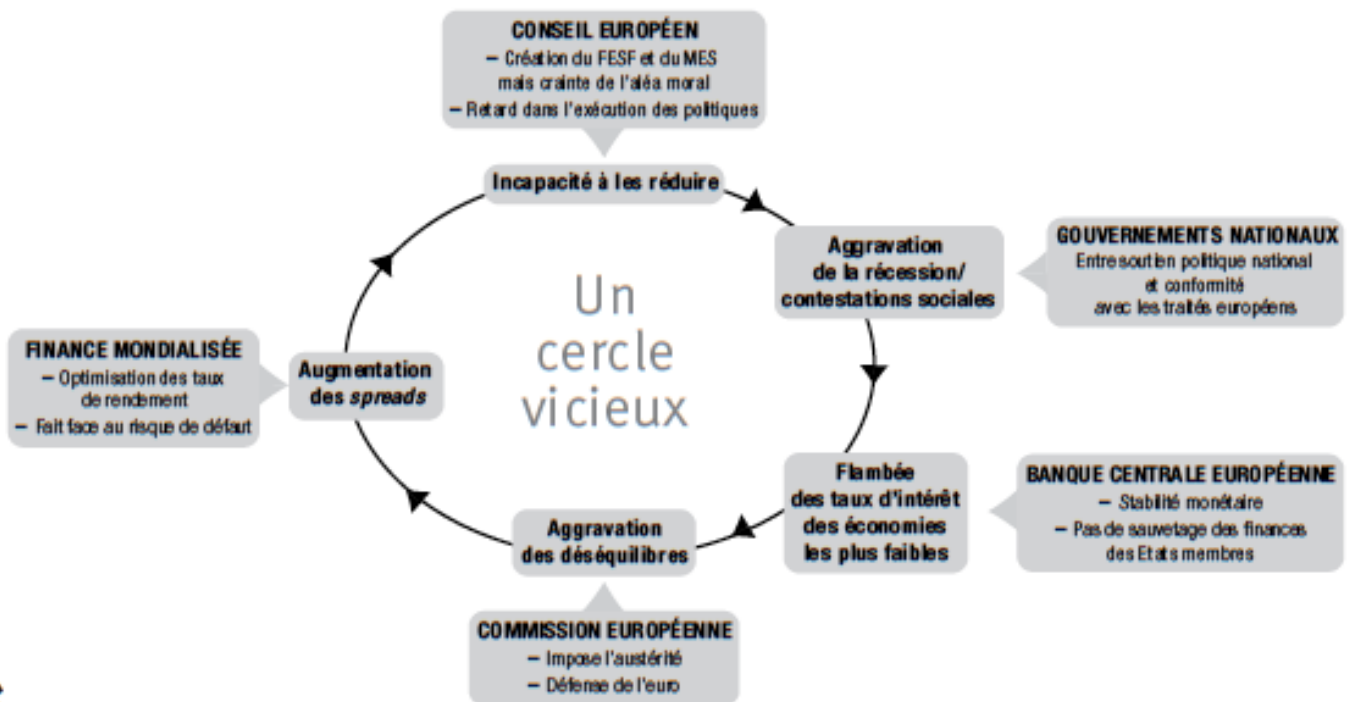 CONSEIL EUROPÉEN
– Création du FESF et du MES
mais crainte de l'aléa moral
– Retard dans l'exécution des politiques
Incapacité à les réduire
Aggravation
de la récession/
contestations sociales
GOUVERNEMENTS NATIONAUX
Entre soutien politique national
et conformité
avec les traités européens
Un
cercle
vicieux
FINANCE MONDIALISÉE
– Optimisation des taux
de rendement
– Fait face au risque de défaut
Augmentation
des spreads
Flambée
des taux d'intérêt
des économies
les plus faibles
BANQUE CENTRALE EUROPÉENNE
– Stabilité monétaire
– Pas de sauvetage des finances
des Etats membres
Aggravation
des déséquilibres
COMMISSION EUROPÉENNE
– Impose l'austérité
– Défense de l'euro